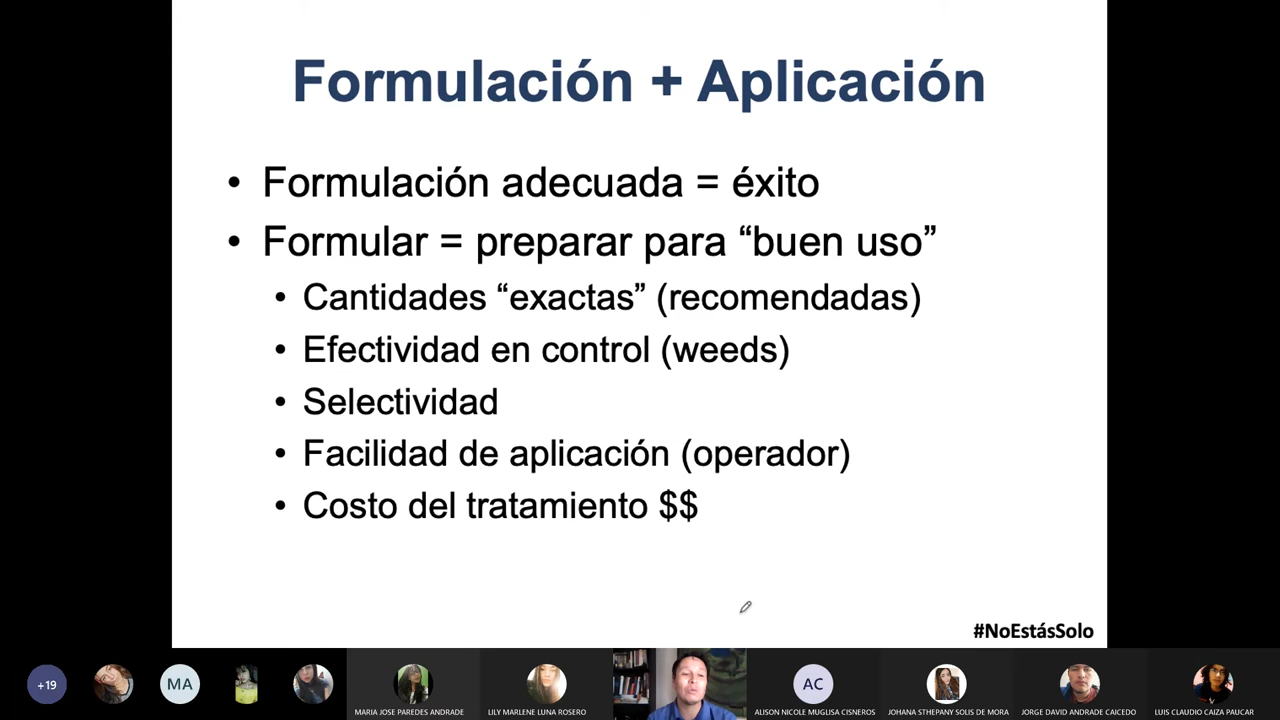 Formulación + Aplicación
• Formulación adecuada = éxito
• Formular = preparar para “buen uso”
• Cantidades “exactas” (recomendadas)
• Efectividad en control (weeds)
• Selectividad
• Facilidad de aplicación (operador)
• Costo del tratamiento $$
#NoEstásSolo
+19
MA
AC
MARIA JOSE PAREDES ANDRADE
LILY MARLENE LUNA ROSERO
ALISON NICOLE MUGLISA CISNEROS
JOHANA STHEPANY SOLIS DE MORA
JORGE DAVID ANDRADE CAICEDO
LUIS CLAUDIO CAIZA PAUCAR